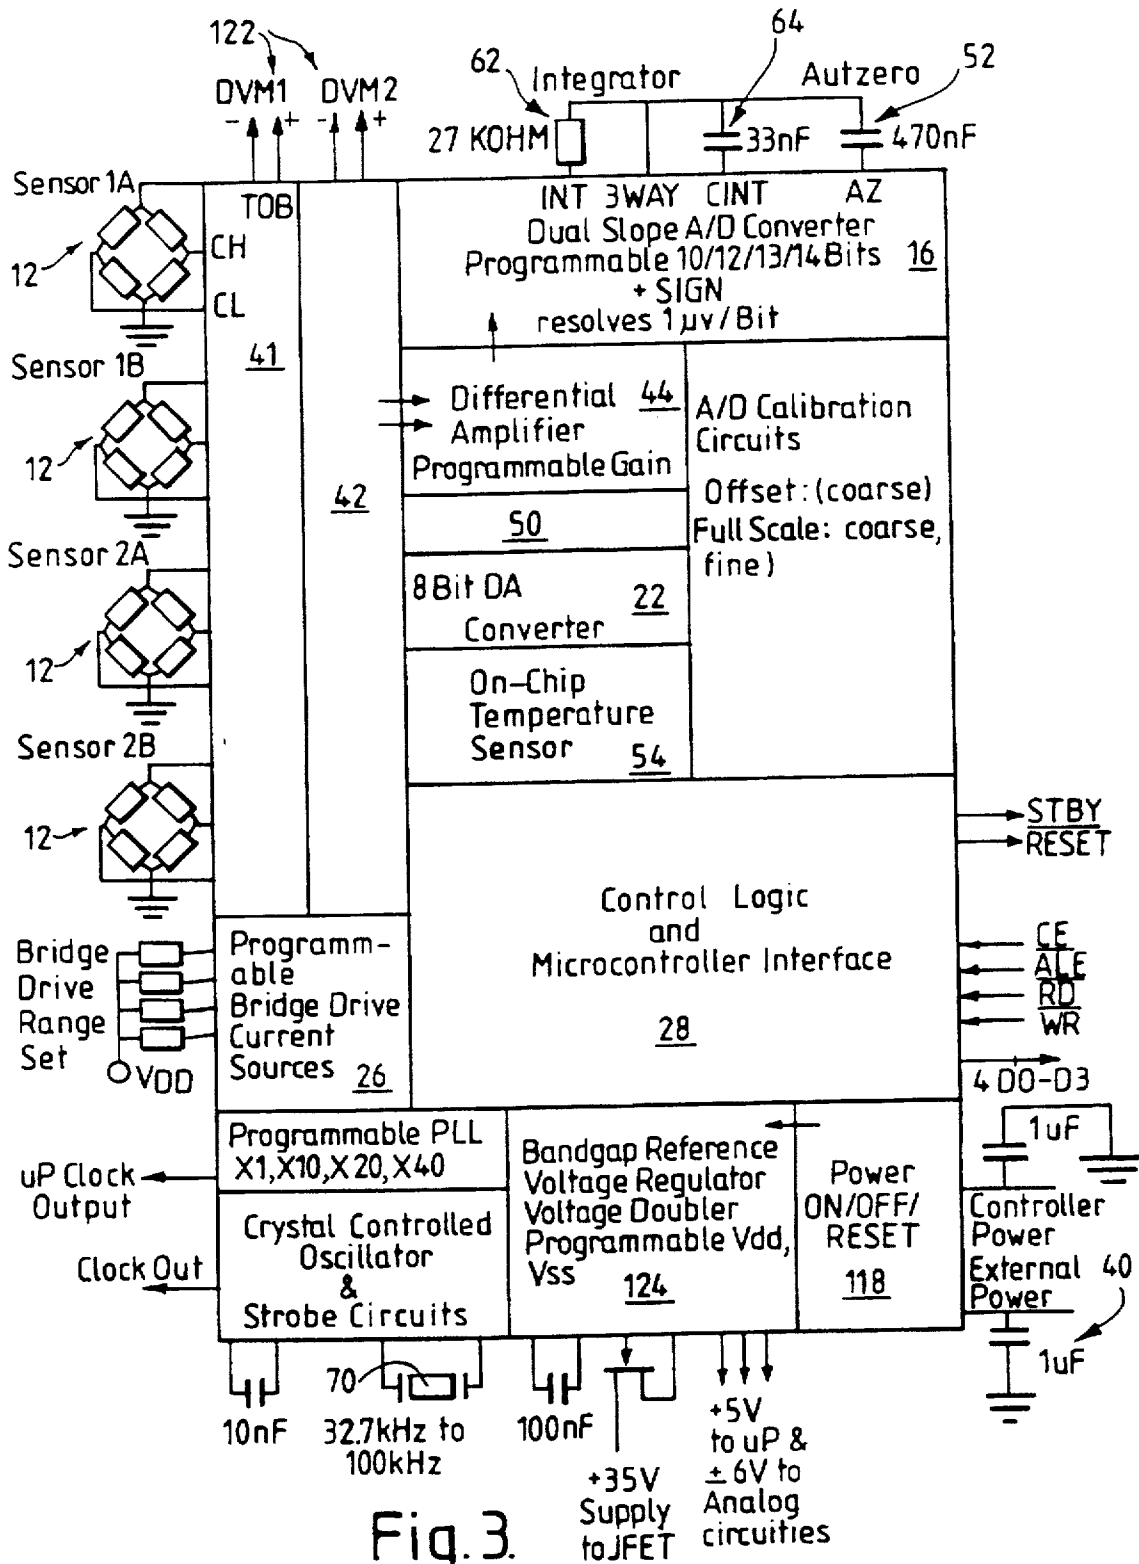 122
DVM1 DVM2
- + - +
62
Integrator
64
Autzero
52
27 KOHM
33nF
470nF
Sensor 1A
12
TOB
CH
CL
41
42
INT 3WAY CINT AZ
Dual Slope A/D Converter
Programmable 10/12/13/14 Bits
+ SIGN
resolves 1 μv/Bit
16
Sensor 1B
12
Differential 44
Amplifier
Programmable Gain
A/D Calibration
Circuits
Offset: (coarse)
Full Scale: coarse,
fine)
50
Sensor 2A
12
8 Bit DA
Converter
22
On-Chip
Temperature
Sensor
54
Sensor 2B
12
STBY
RESET
Control Logic
and
Microcontroller Interface
28
CE
ALE
RD
WR
4 D0-D3
Bridge
Drive
Range
Set
VDD
Programm-
able
Bridge Drive
Current
Sources 26
Programmable PLL
X1, X10, X20, X40
uP Clock
Output
Crystal Controlled
Oscillator
&
Strobe Circuits
Clock Out
Bandgap Reference
Voltage Regulator
Voltage Doubler
Programmable Vdd,
Vss
124
Power
ON/OFF/
RESET
118
1uF
Controller
Power
External
Power
40
1uF
10nF
70
32.7kHz to
100kHz
100nF
+35V
Supply
to JFET
+5V
to uP &
± 6V to
Analog
circuities
Fig. 3.